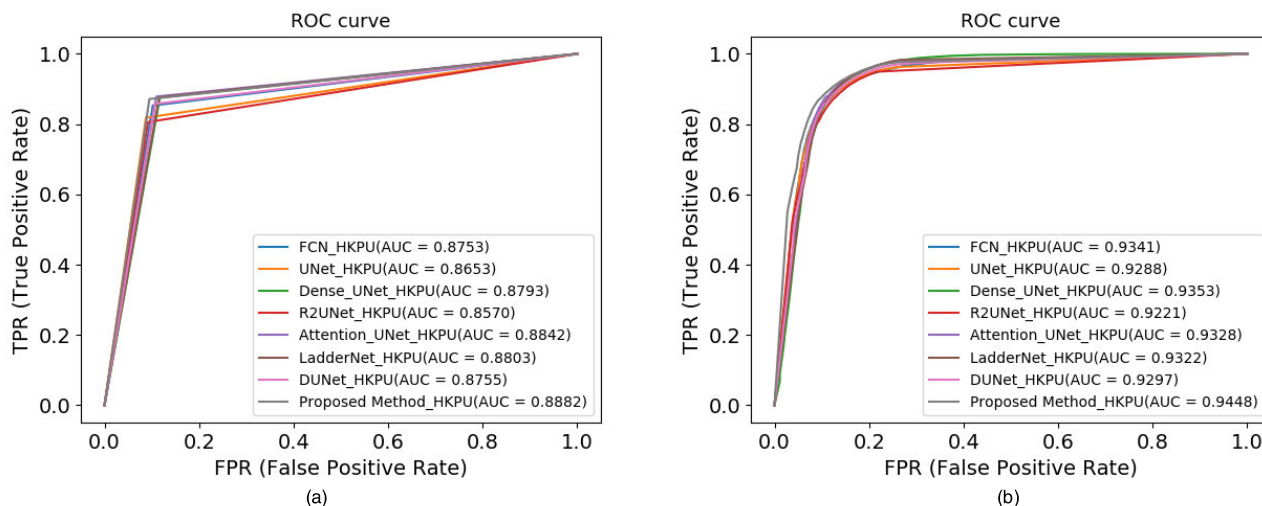 ROC curve
1.0
0.8
0.6
0.4
0.2
0.0
TPR (True Positive Rate)
FCN_HKPU(AUC = 0.8753)
UNet_HKPU(AUC = 0.8653)
Dense_UNet_HKPU(AUC = 0.8793)
R2UNet_HKPU(AUC = 0.8570)
Attention_UNet_HKPU(AUC = 0.8842)
LadderNet_HKPU(AUC = 0.8803)
DUNet_HKPU(AUC = 0.8755)
Proposed Method_HKPU(AUC = 0.8882)
0.0 0.2 0.4 0.6 0.8 1.0
FPR (False Positive Rate)
(a)
ROC curve
1.0
0.8
0.6
0.4
0.2
0.0
TPR (True Positive Rate)
FCN_HKPU(AUC = 0.9341)
UNet_HKPU(AUC = 0.9288)
Dense_UNet_HKPU(AUC = 0.9353)
R2UNet_HKPU(AUC = 0.9221)
Attention_UNet_HKPU(AUC = 0.9328)
LadderNet_HKPU(AUC = 0.9322)
DUNet_HKPU(AUC = 0.9297)
Proposed Method_HKPU(AUC = 0.9448)
0.0 0.2 0.4 0.6 0.8 1.0
FPR (False Positive Rate)
(b)